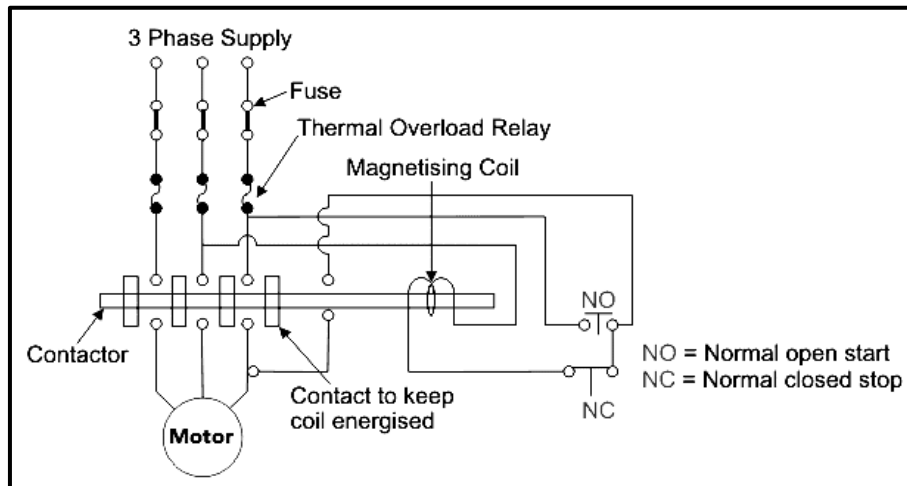 3 Phase Supply
Fuse
Thermal Overload Relay
Magnetising Coil
NO
Contactor
NO = Normal open start
NC = Normal closed stop
Contact to keep
coil energised
NC
Motor